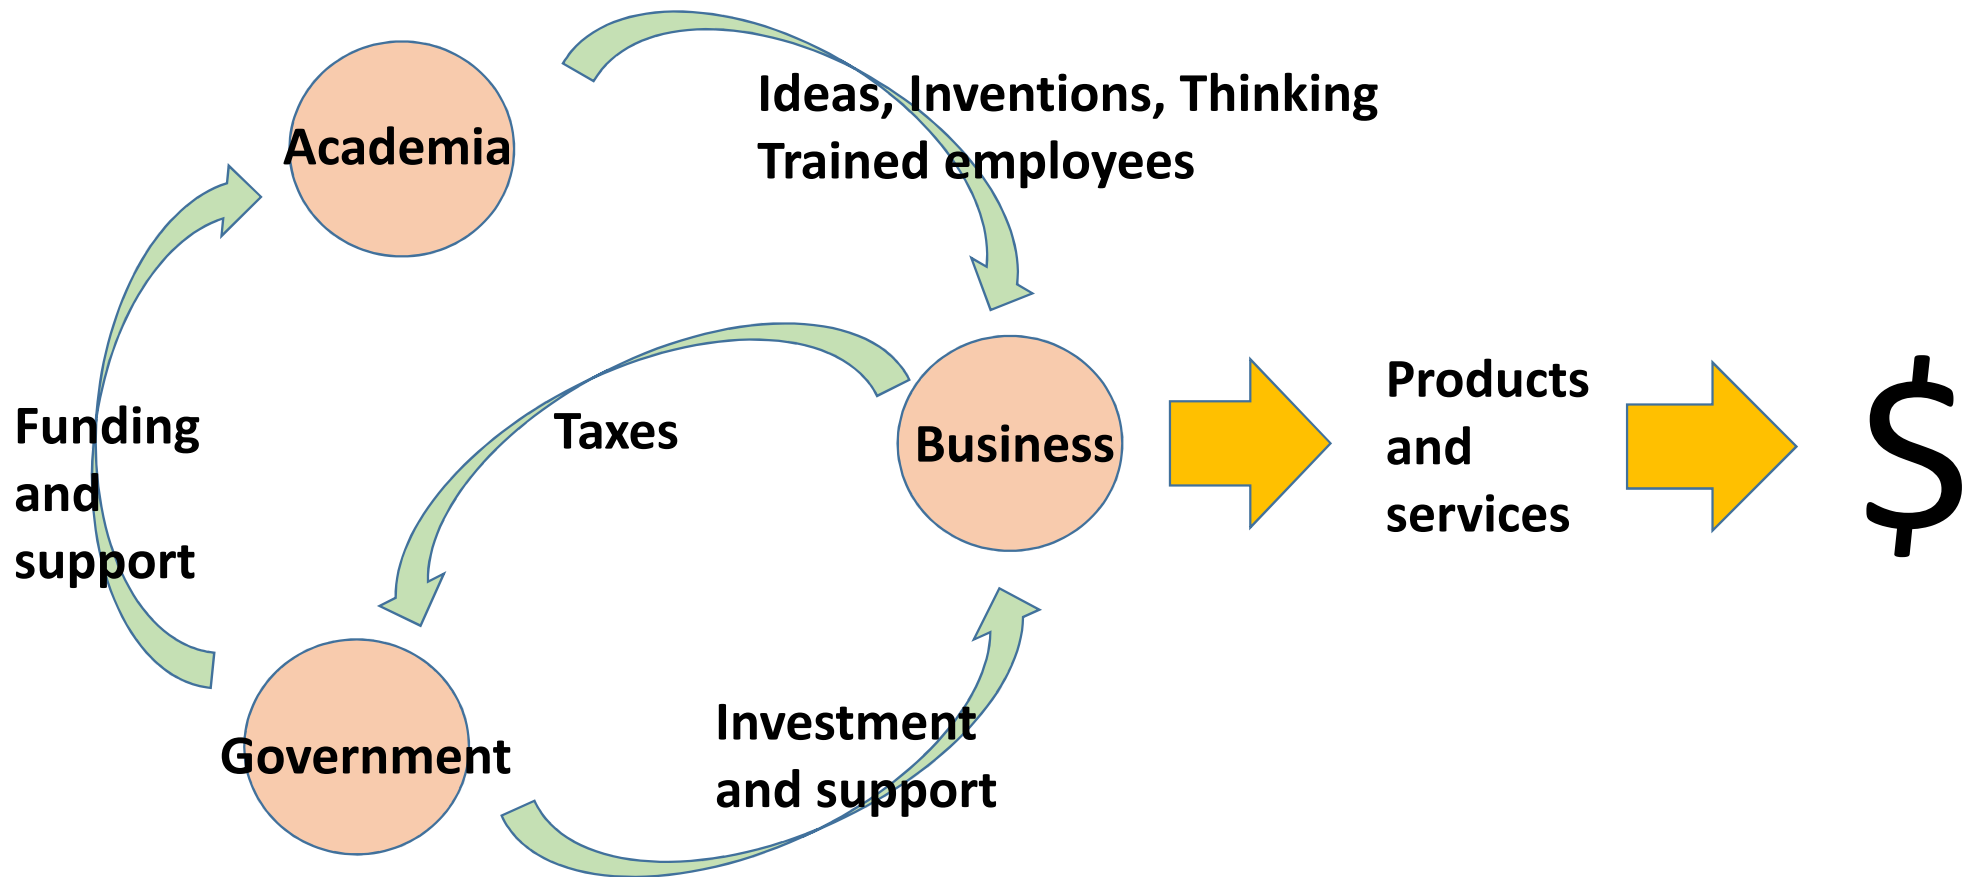 Academia
Ideas, Inventions, Thinking
Trained employees
Funding
and
support
Taxes
Business
Products
and
services
$
Government
Investment
and support